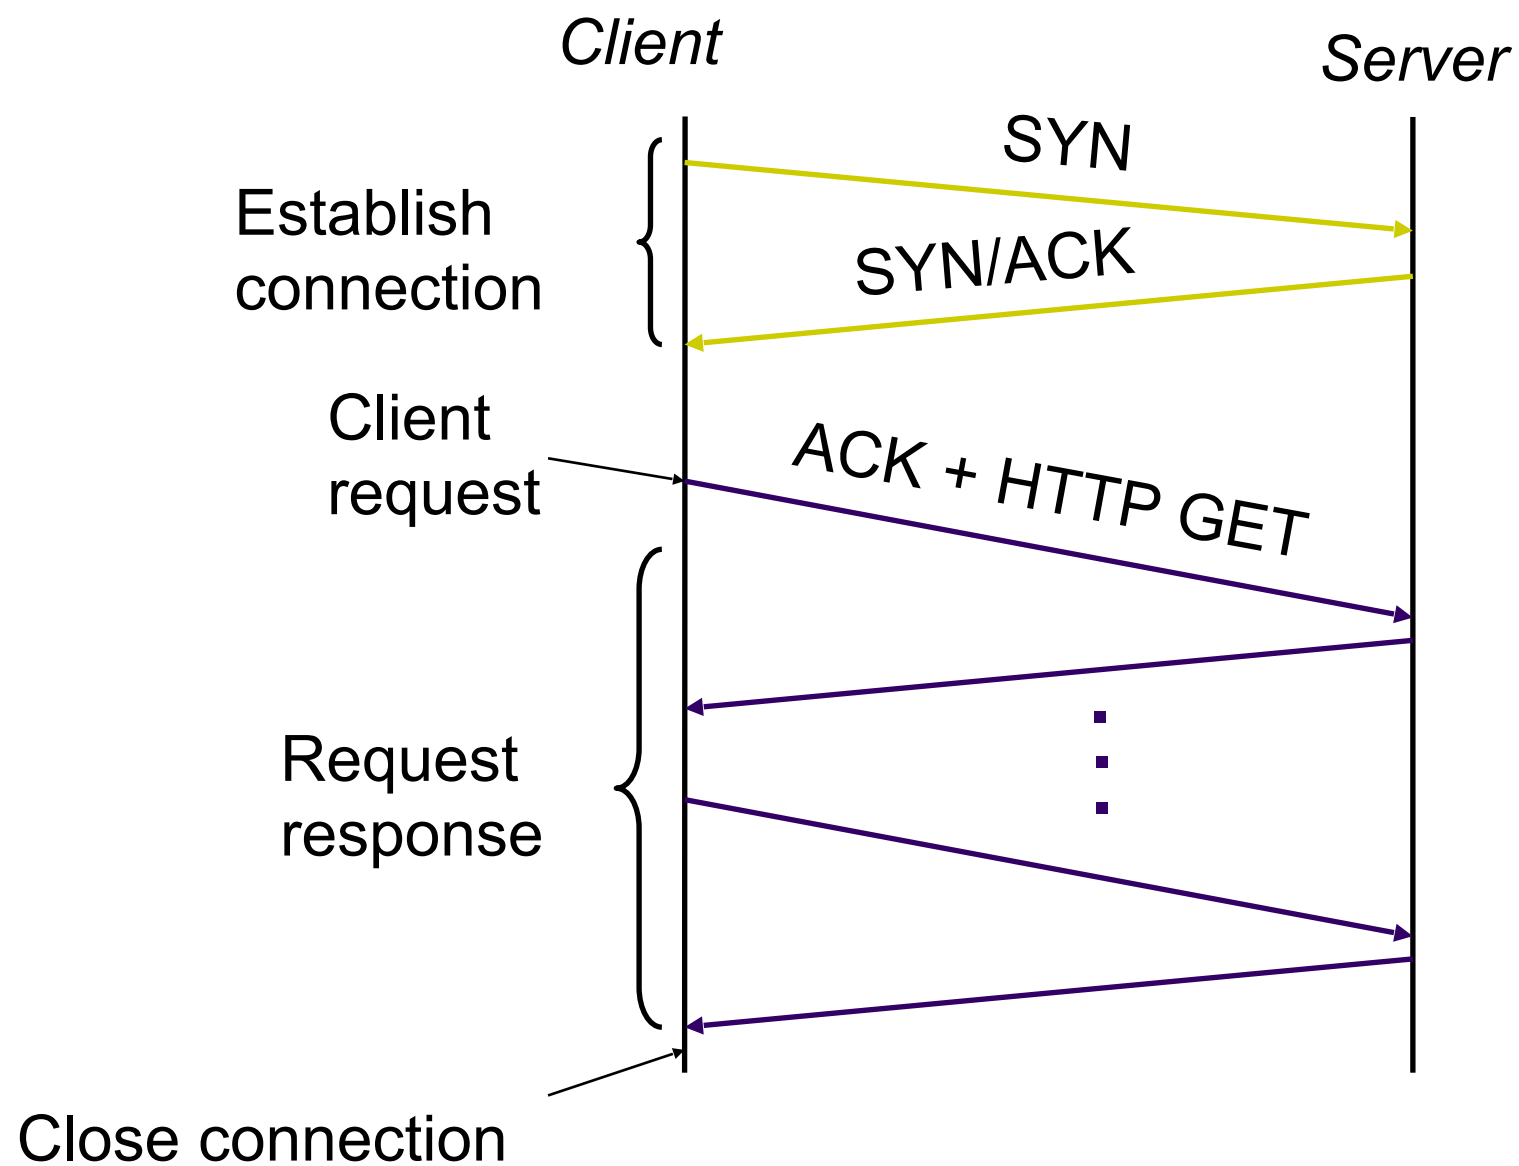 Client
Server
SYN
Establish
connection
SYN/ACK
Client
request
ACK + HTTP GET
Request
response
Close connection